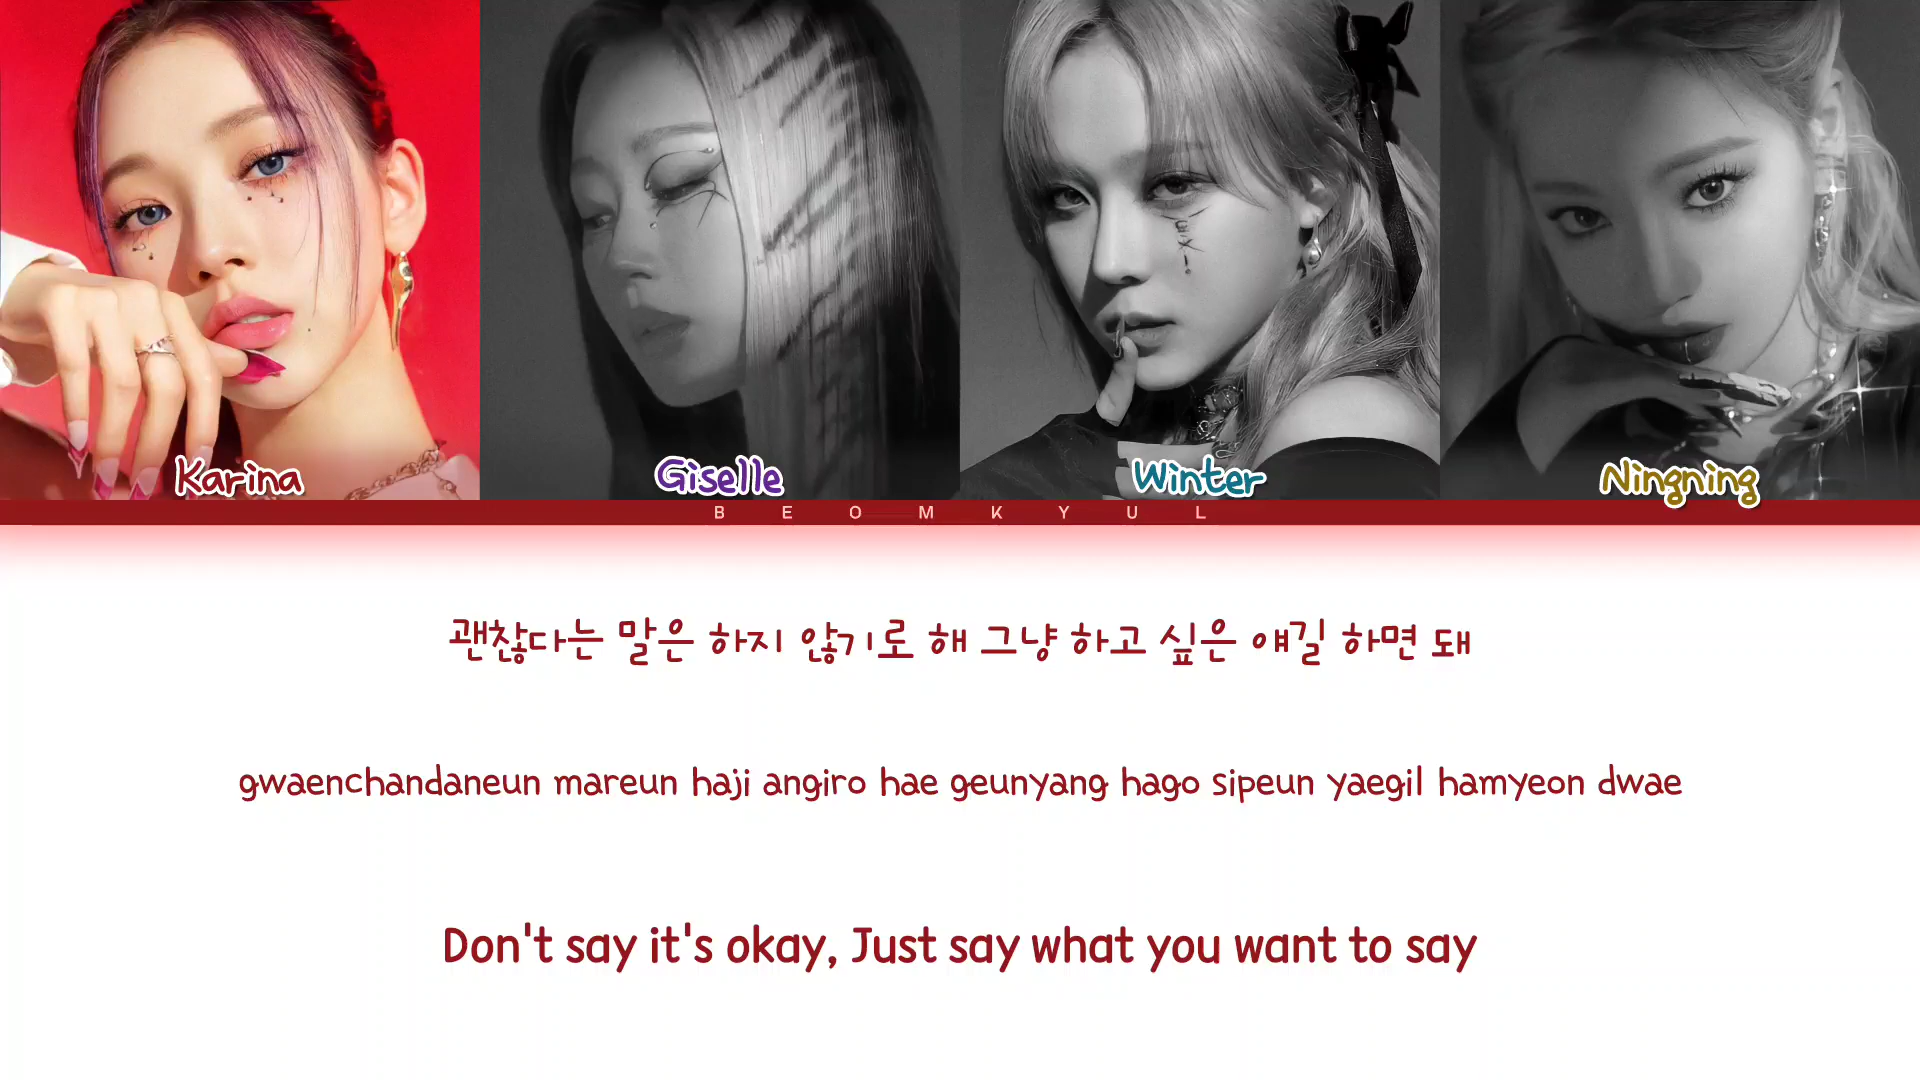 Karina
Giselle
Winter
Ningning
BEOMKYUL
괜찮다는 말은 하지 않기로 해 그냥 하고 싶은 얘길 하면 돼
gwaenchandaneun mareun haji angiro hae geunyang hago sipeun yaegil hamyeon dwae
Don't say it's okay, Just say what you want to say